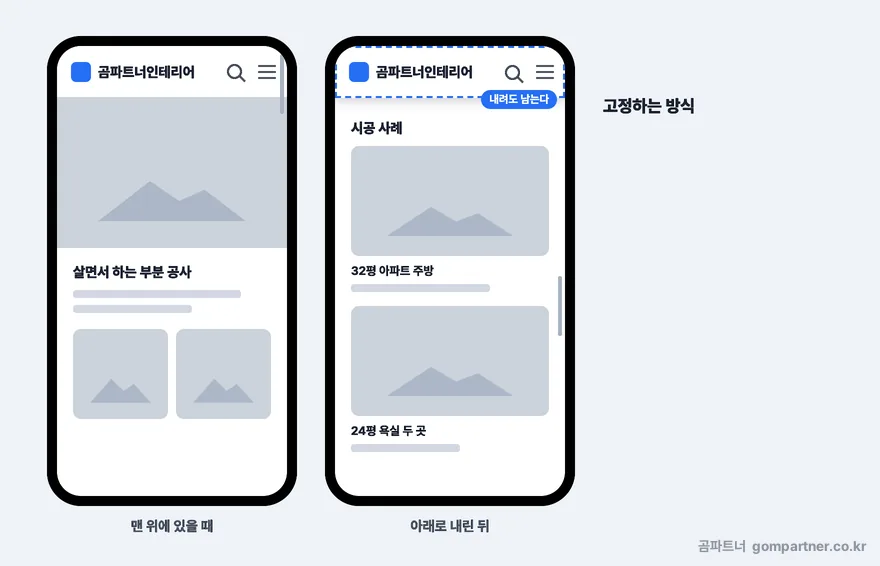 곰파트너인테리어
살면서 하는 부분 공사
맨 위에 있을 때
곰파트너인테리어
내려도 남는다
시공 사례
32평 아파트 주방
24평 욕실 두 곳
아래로 내린 뒤
고정하는 방식
곰파트너 gompartner.co.kr